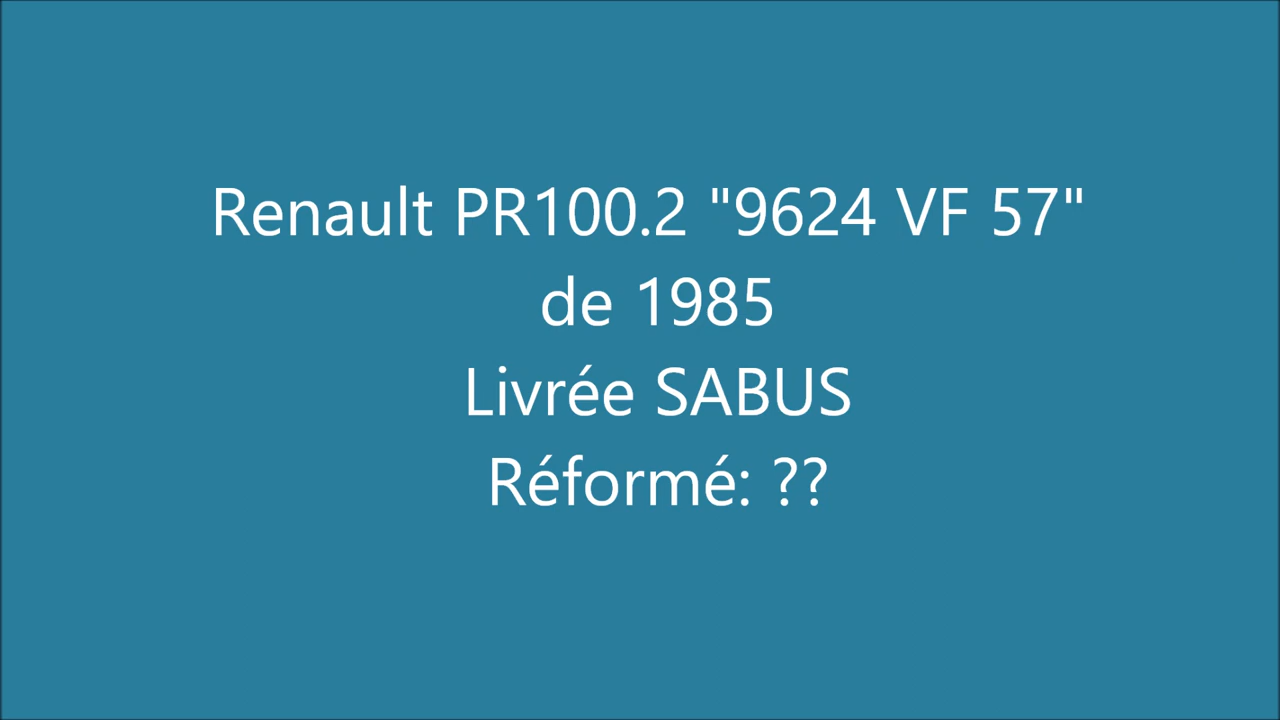 Renault PR100.2 "9624 VF 57"
de 1985
Livrée SABUS
Réformé: ??